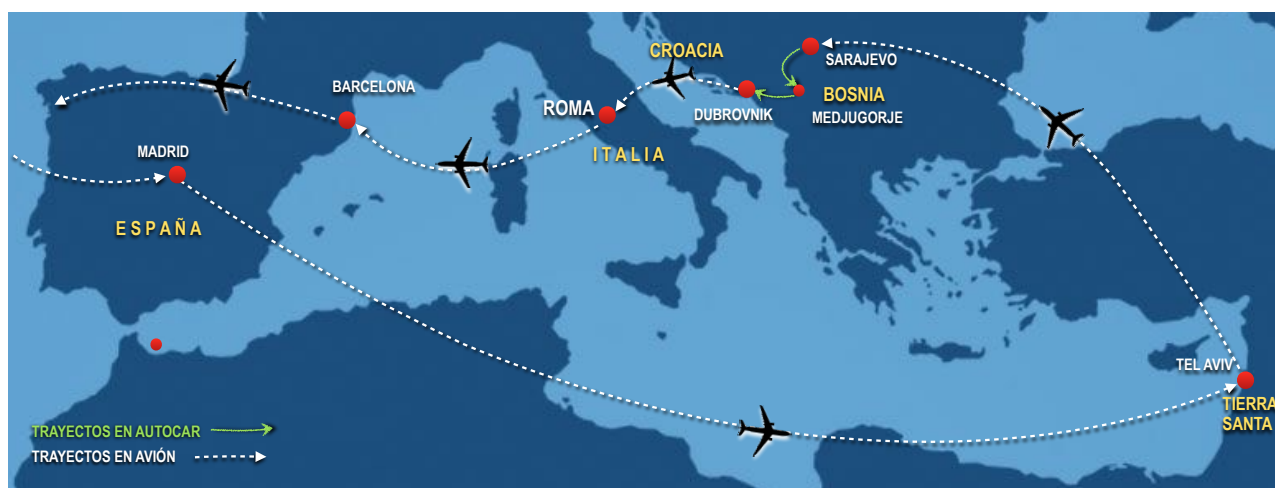 CROACIA
SARAJEVO
BARCELONA
BOSNIA
ROMA
DUBROVNIK
MEDJUGORJE
MADRID
ITALIA
ESPAÑA
TEL AVIV
TIERRA
SANTA
TRAYECTOS EN AUTOCAR
TRAYECTOS EN AVIÓN